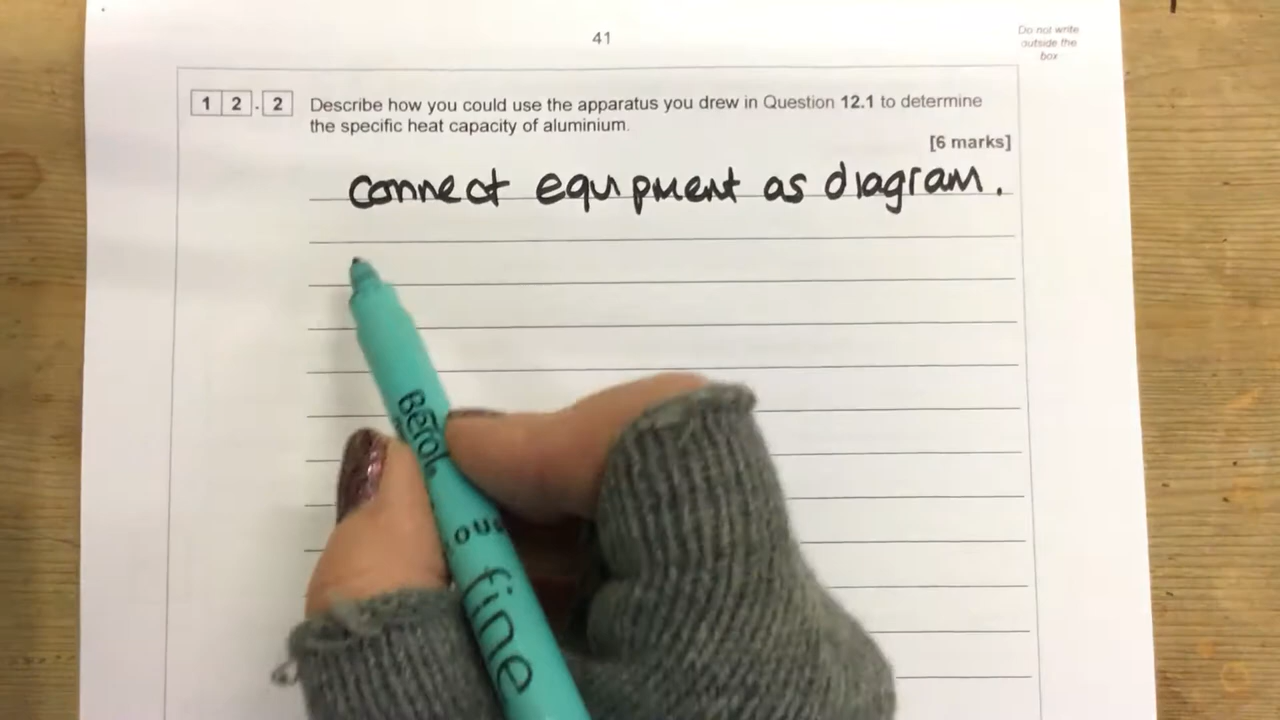 41
Do not write
outside the
box
1 2 . 2 Describe how you could use the apparatus you drew in Question 12.1 to determine
the specific heat capacity of aluminium.
[6 marks]
connect equipment as diagram.
Berol
fine